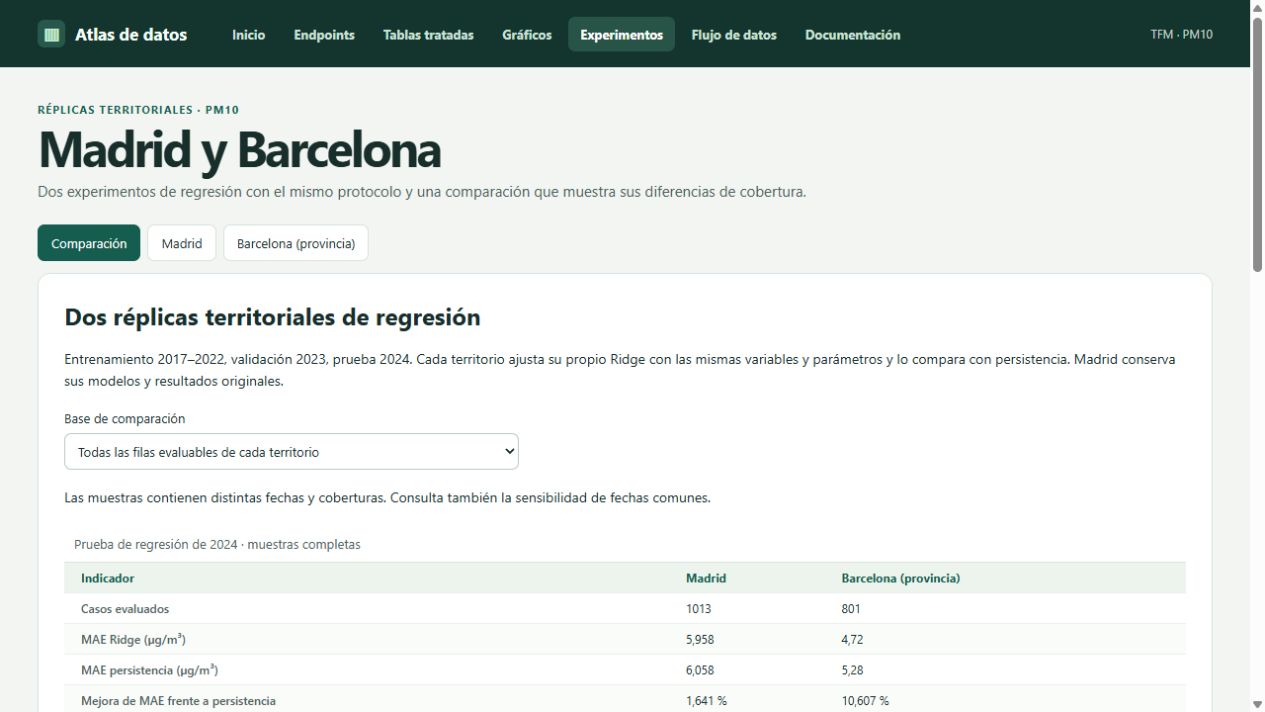 Atlas de datos
Inicio
Endpoints
Tablas tratadas
Gráficos
Experimentos
Flujo de datos
Documentación
TFM · PM10
RÉPLICAS TERRITORIALES · PM10
Madrid y Barcelona
Dos experimentos de regresión con el mismo protocolo y una comparación que muestra sus diferencias de cobertura.
Comparación
Madrid
Barcelona (provincia)
Dos réplicas territoriales de regresión
Entrenamiento 2017–2022, validación 2023, prueba 2024. Cada territorio ajusta su propio Ridge con las mismas variables y parámetros y lo compara con persistencia. Madrid conserva
sus modelos y resultados originales.
Base de comparación
Todas las filas evaluables de cada territorio
Las muestras contienen distintas fechas y coberturas. Consulta también la sensibilidad de fechas comunes.
Prueba de regresión de 2024 · muestras completas
Indicador Madrid Barcelona (provincia)
Casos evaluados 1013 801
MAE Ridge (µg/m³) 5,958 4,72
MAE persistencia (µg/m³) 6,058 5,28
Mejora de MAE frente a persistencia 1,641 % 10,607 %